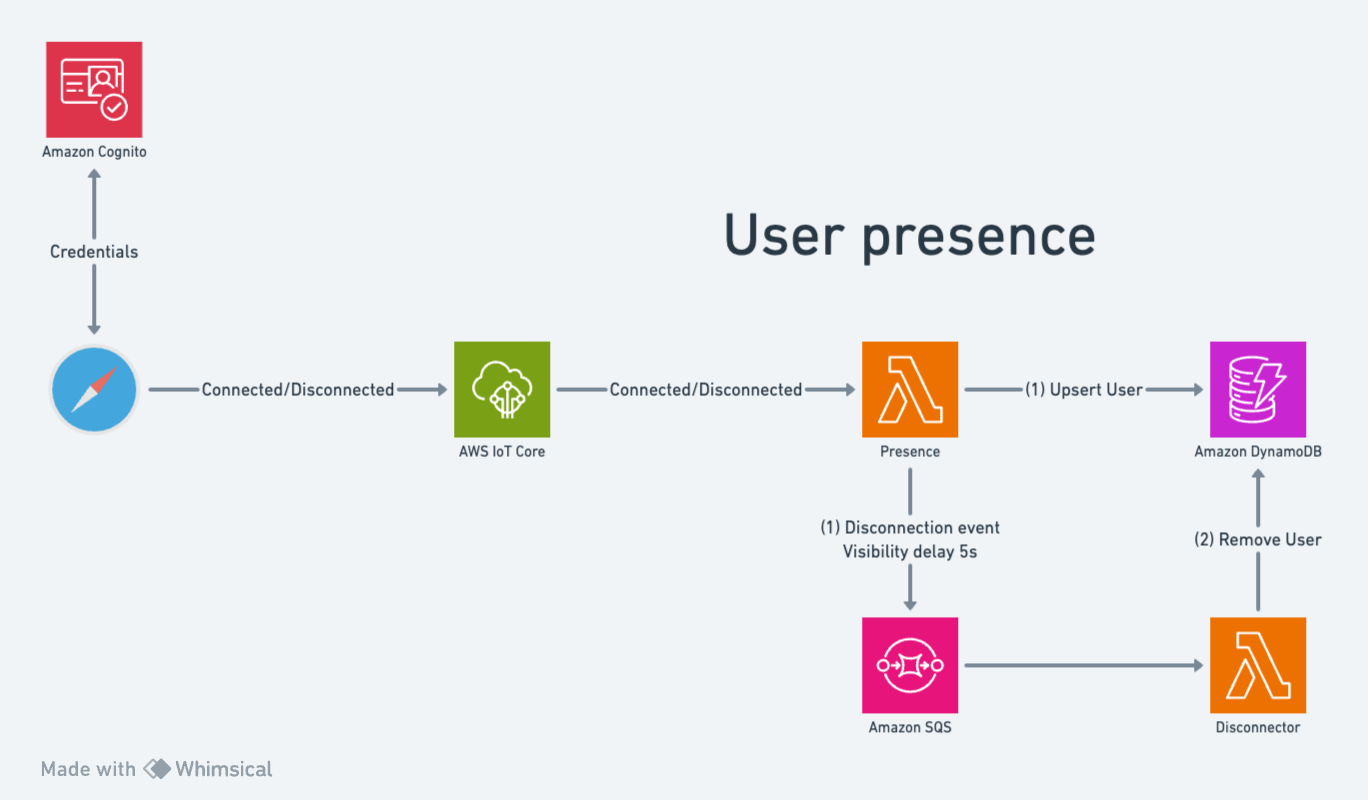 Amazon Cognito
Credentials
User presence
Connected/Disconnected
Connected/Disconnected
(1) Upsert User
AWS IoT Core
Presence
Amazon DynamoDB
(1) Disconnection event
Visibility delay 5s
(2) Remove User
Amazon SQS
Disconnector
Made with Whimsical